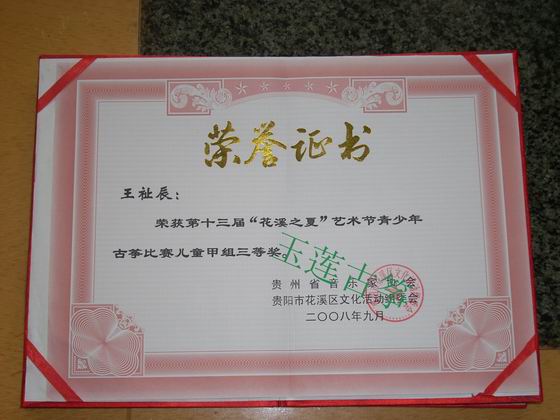 荣誉证书
王祉辰：
荣获第十三届“花溪之夏”艺术节青少年
古筝比赛儿童甲组三等奖。
玉莲古筝
贵州省音乐家协会
贵阳市花溪区文化活动组委会
二〇〇八年九月